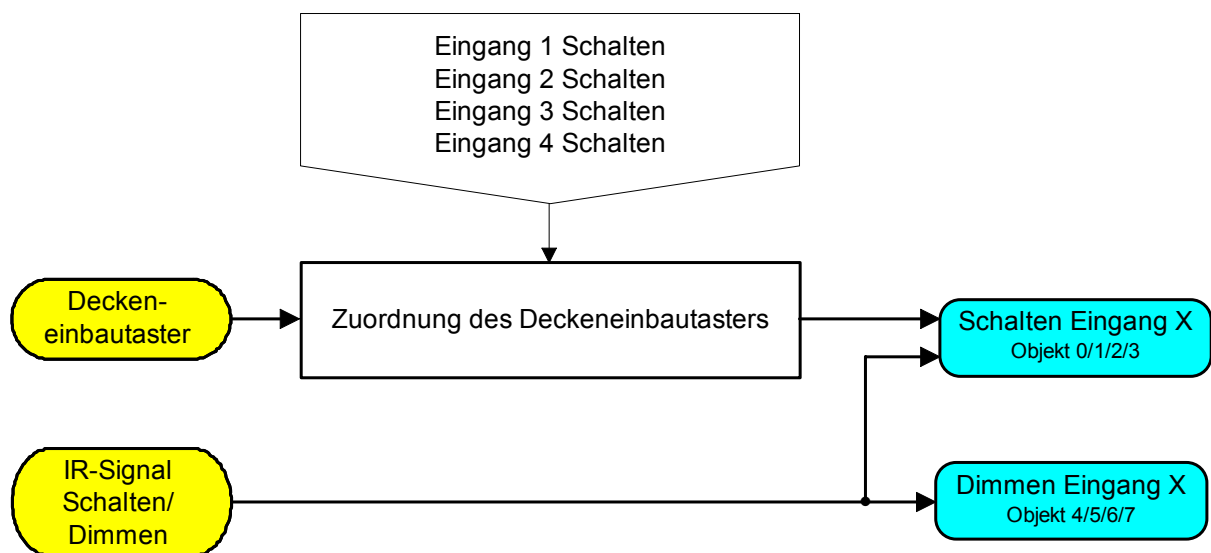 Eingang 1 Schalten
Eingang 2 Schalten
Eingang 3 Schalten
Eingang 4 Schalten
Decken-
einbautaster
Zuordnung des Deckeneinbautasters
Schalten Eingang X
Objekt 0/1/2/3
IR-Signal
Schalten/
Dimmen
Dimmen Eingang X
Objekt 4/5/6/7